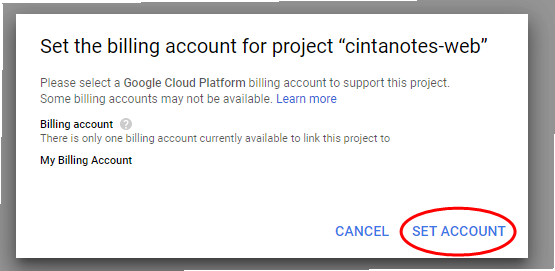 Set the billing account for project “cintanotes-web”
Please select a Google Cloud Platform billing account to support this project.
Some billing accounts may not be available. Learn more
Billing account ?
There is only one billing account currently available to link this project to
My Billing Account
CANCEL SET ACCOUNT